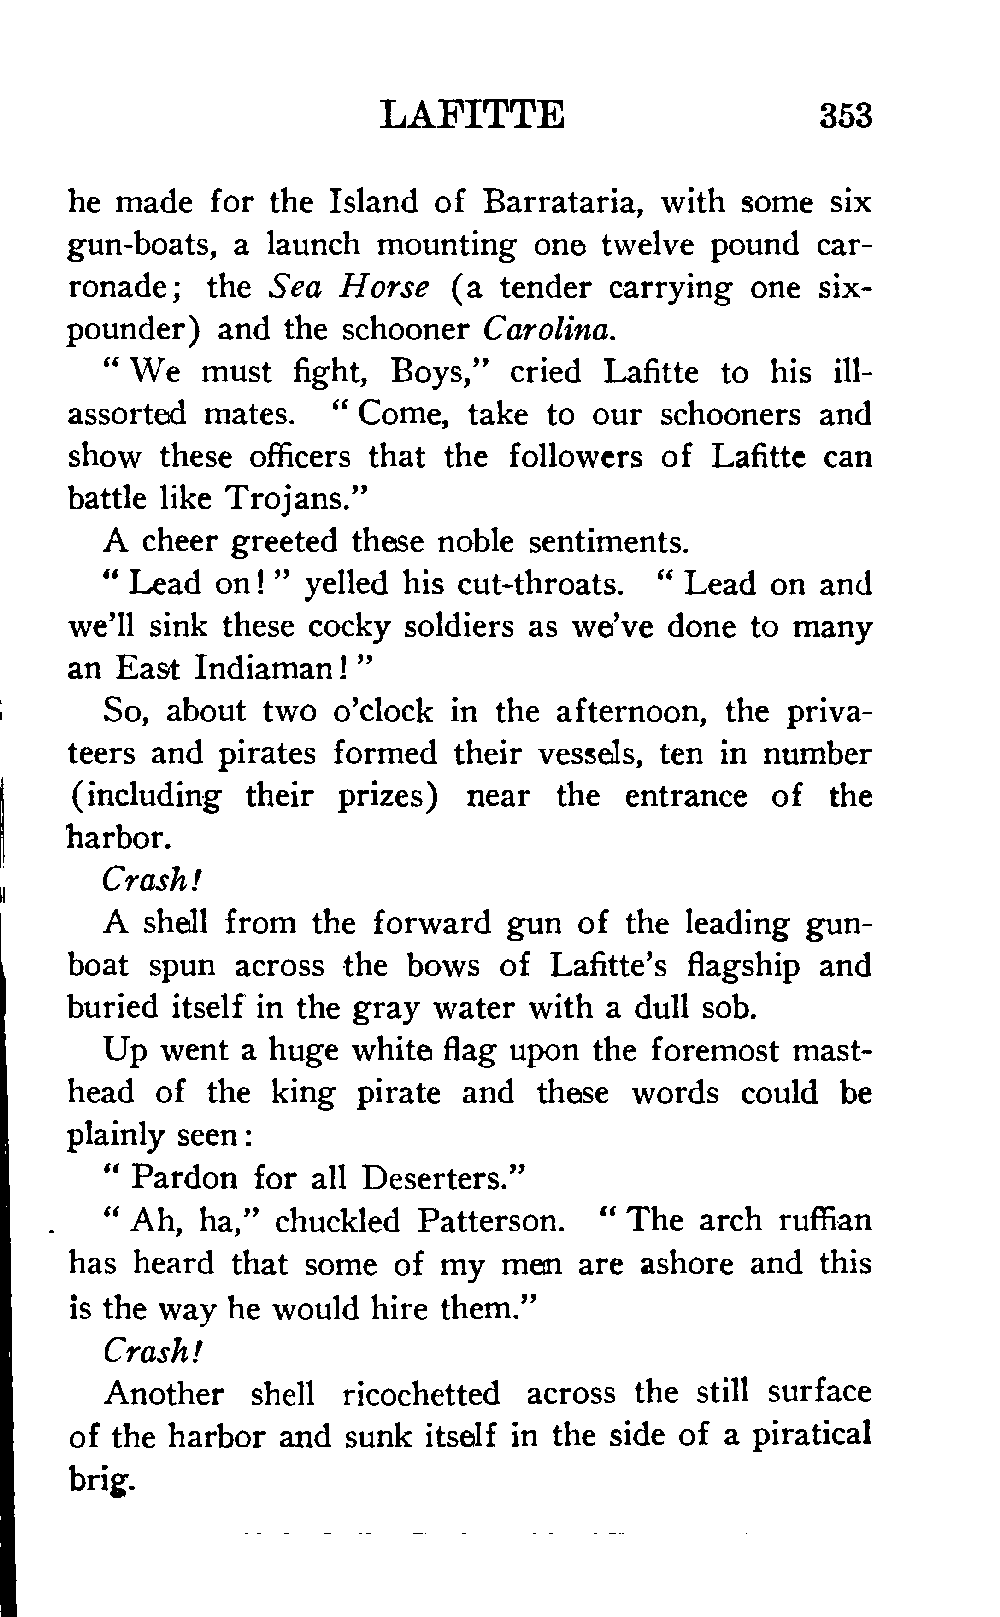 LAFITTE 353
he made for the Island of Barrataria, with some six
gun-boats, a launch mounting one twelve pound car-
ronade; the Sea Horse (a tender carrying one six-
pounder) and the schooner Carolina.
“We must fight, Boys,” cried Lafitte to his ill-
assorted mates. “Come, take to our schooners and
show these officers that the followers of Lafitte can
battle like Trojans.”
A cheer greeted these noble sentiments.
“Lead on!” yelled his cut-throats. “Lead on and
we’ll sink these cocky soldiers as we’ve done to many
an East Indiaman!”
So, about two o’clock in the afternoon, the priva-
teers and pirates formed their vessels, ten in number
(including their prizes) near the entrance of the
harbor.
Crash!
A shell from the forward gun of the leading gun-
boat spun across the bows of Lafitte’s flagship and
buried itself in the gray water with a dull sob.
Up went a huge white flag upon the foremost mast-
head of the king pirate and these words could be
plainly seen:
“Pardon for all Deserters.”
“Ah, ha,” chuckled Patterson. “The arch ruffian
has heard that some of my men are ashore and this
is the way he would hire them.”
Crash!
Another shell ricochetted across the still surface
of the harbor and sunk itself in the side of a piratical
brig.